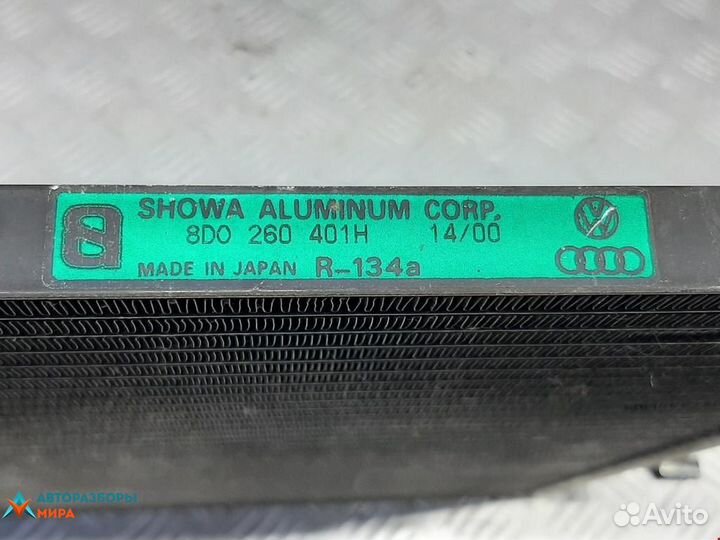 SHOWA ALUMINUM CORP.
8D0 260 401H 14/00
MADE IN JAPAN R-134a
АВТОРАЗБОРЫ
МИРА
Avito